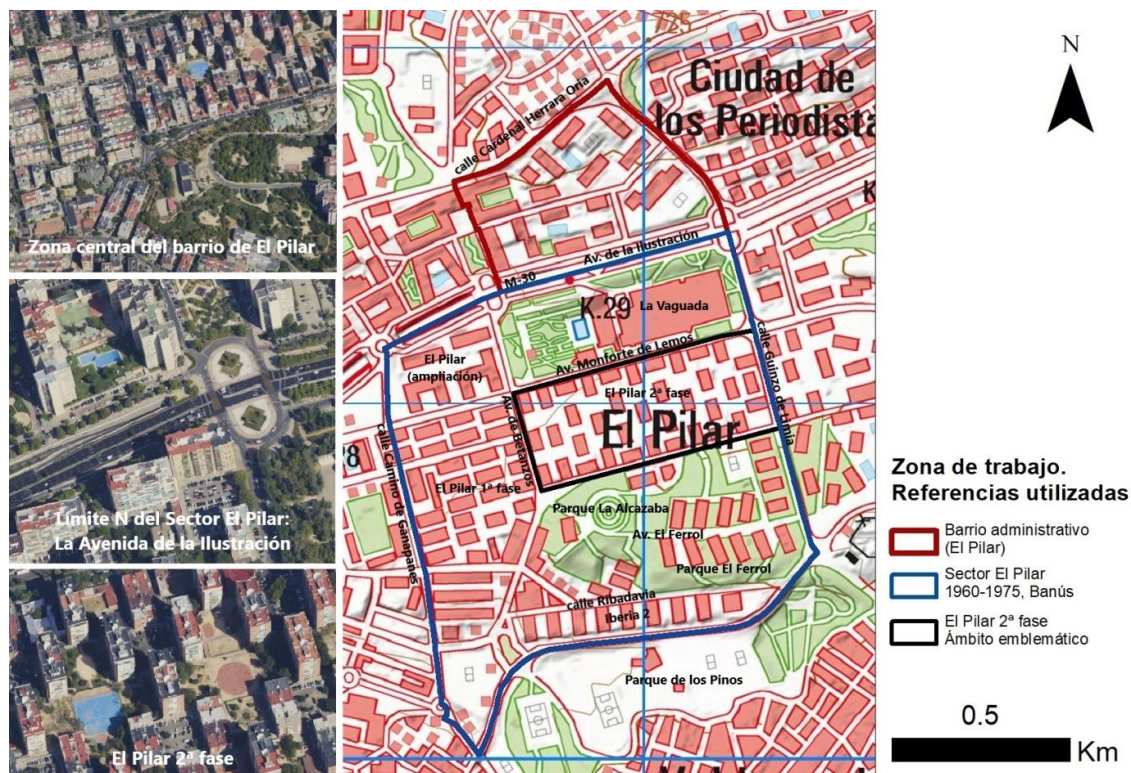 Zona central del barrio de El Pilar
Límite N del Sector El Pilar:
La Avenida de la Ilustración
El Pilar 2ª fase
725
Ciudad de
los Periodista
calle Cardenal Herrara Oria
K
Av. de la Ilustración
M-30
K.29
La Vaguada
El Pilar
(ampliación)
Av. Monforte de Lemos
calle Guinzo de Limia
El Pilar 2ª fase
El Pilar
Av. de Betanzos
calle Camino de Ganapanes
78
El Pilar 1ª fase
Parque La Alcazaba
Av. El Ferrol
Parque El Ferrol
calle Ribadavia
Iberia 2
Parque de los Pinos
N
Zona de trabajo.
Referencias utilizadas
Barrio administrativo
(El Pilar)
Sector El Pilar
1960-1975, Banús
El Pilar 2ª fase
Ámbito emblemático
0.5
Km